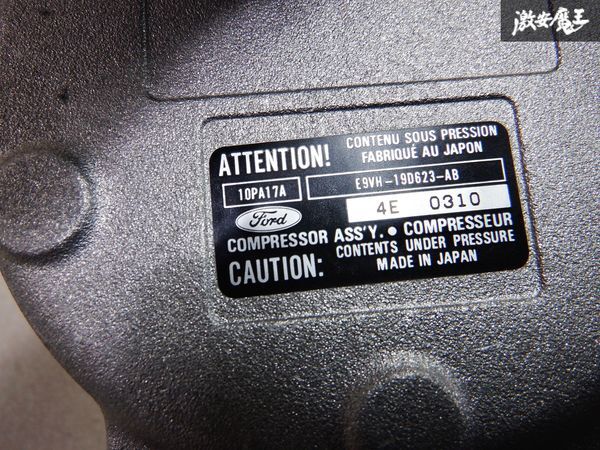 激安魔王
ATTENTION! CONTENU SOUS PRESSION
FABRIQUÉ AU JAPON
10PA17A E9VH-19D623-AB
Ford 4E 0310
COMPRESSOR ASS'Y. ● COMPRESSEUR
CAUTION: CONTENTS UNDER PRESSURE
MADE IN JAPAN